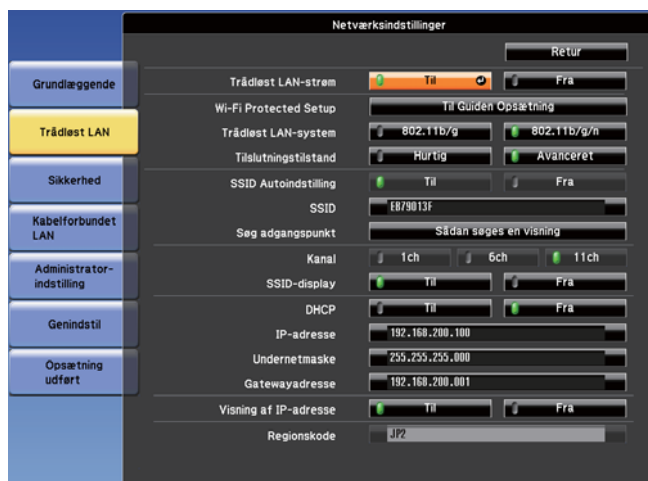 Netværksindstillinger
Retur
Grundlæggende
Trådløst LAN
Sikkerhed
Kabelforbundet
LAN
Administrator-
indstilling
Genindstil
Opsætning
udført
Trådløst LAN-strøm Til Fra
Wi-Fi Protected Setup Til Guiden Opsætning
Trådløst LAN-system 802.11b/g 802.11b/g/n
Tilslutningstilstand Hurtig Avanceret
SSID Autoindstilling Til Fra
SSID EB79013F
Søg adgangspunkt Sådan søges en visning
Kanal 1ch 6ch 11ch
SSID-display Til Fra
DHCP Til Fra
IP-adresse 192.168.200.100
Undernetmaske 255.255.255.000
Gatewayadresse 192.168.200.001
Visning af IP-adresse Til Fra
Regionskode JP2